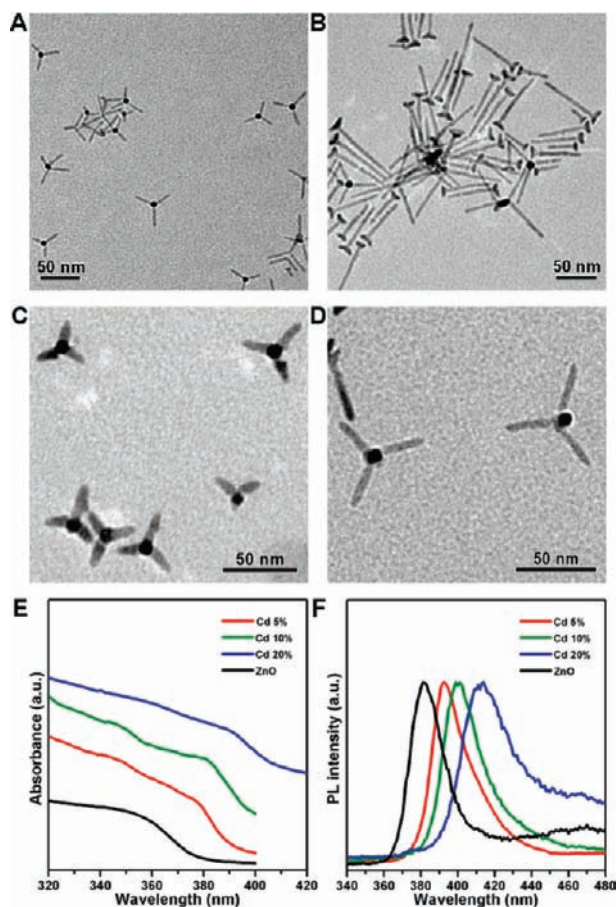 A
50 nm
B
50 nm
C
50 nm
D
50 nm
E
Cd 5%
Cd 10%
Cd 20%
ZnO
Absorbance (a.u.)
320 340 360 380 400 420
Wavelength (nm)
F
Cd 5%
Cd 10%
Cd 20%
ZnO
PL intensity (a.u.)
340 360 380 400 420 440 460 480
Wavelength (nm)